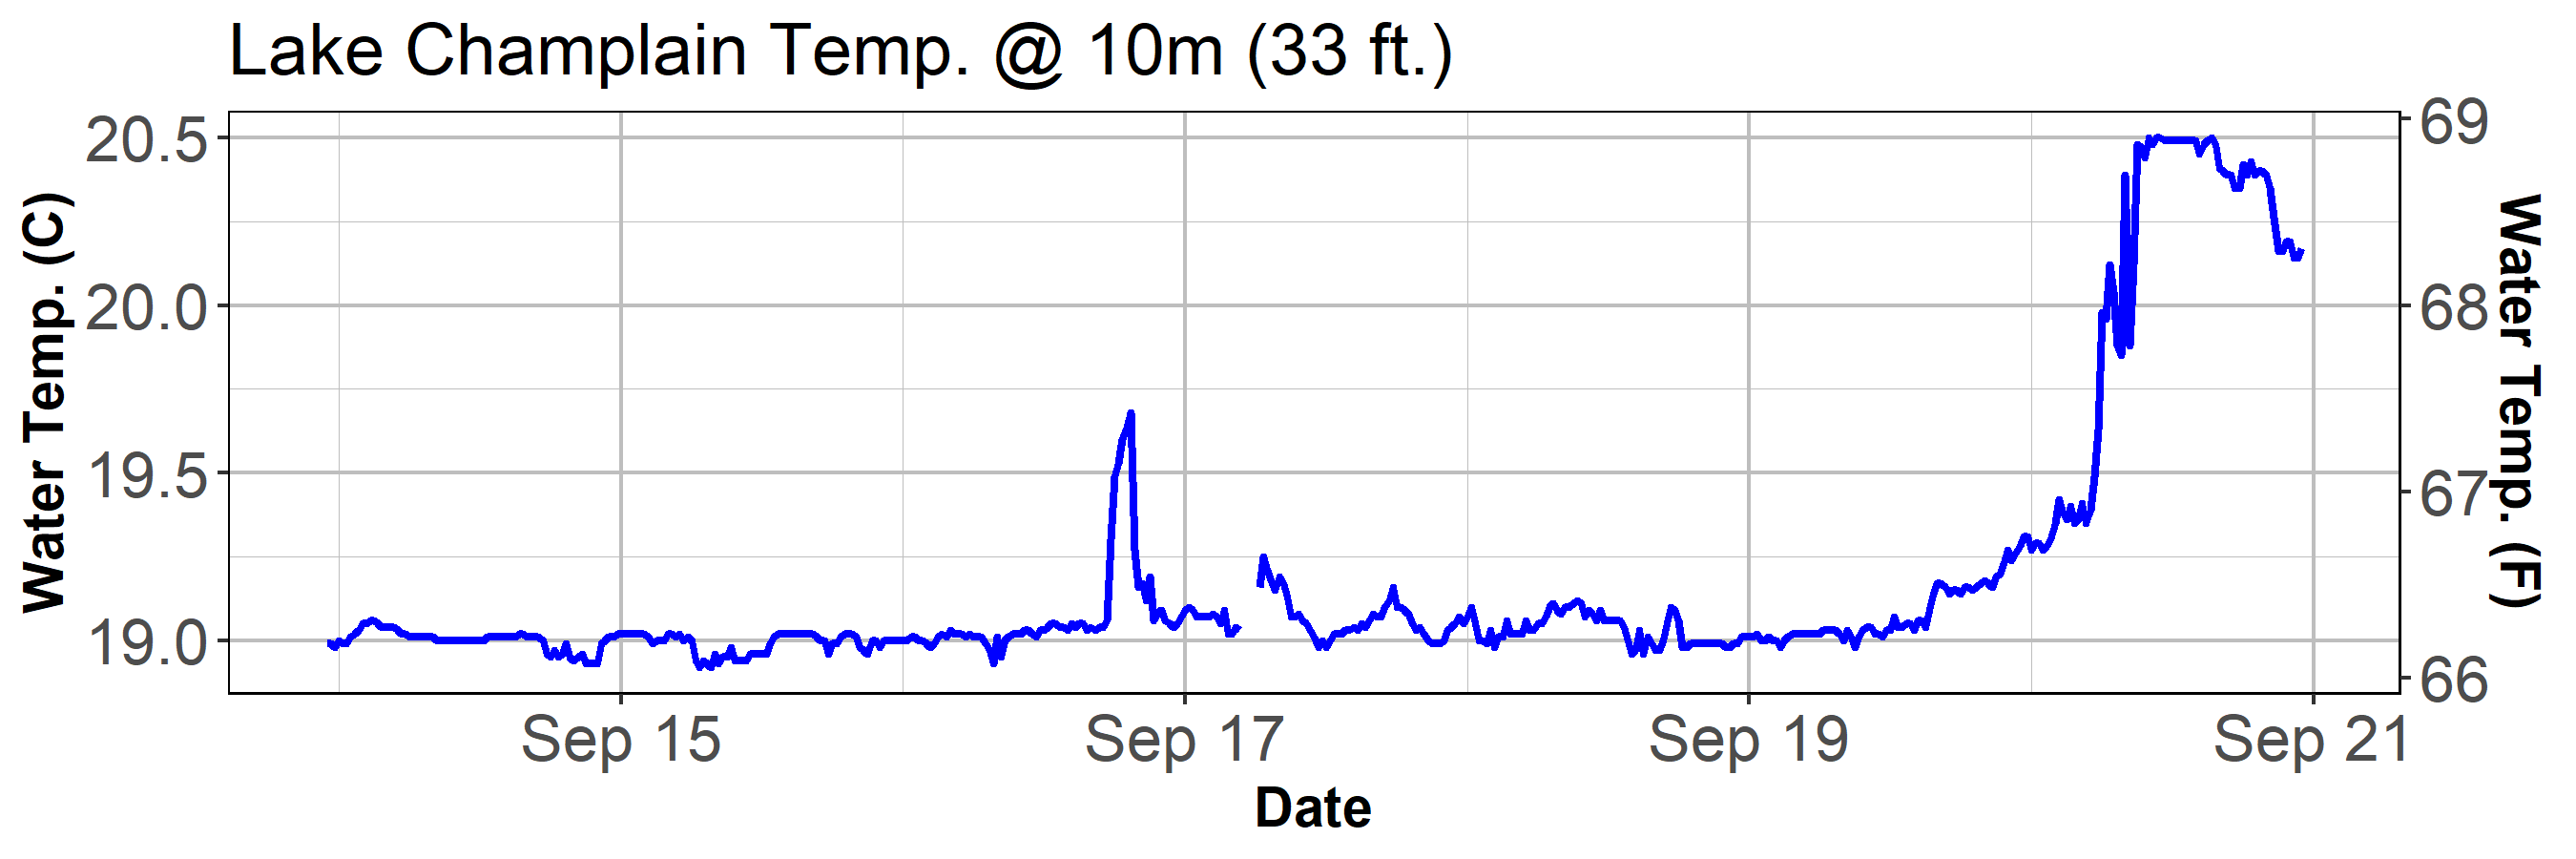 Lake Champlain Temp. @ 10m (33 ft.)
Water Temp. (C)
20.5
20.0
19.5
19.0
69
68
67
66
Water Temp. (F)
Sep 15
Sep 17
Sep 19
Sep 21
Date